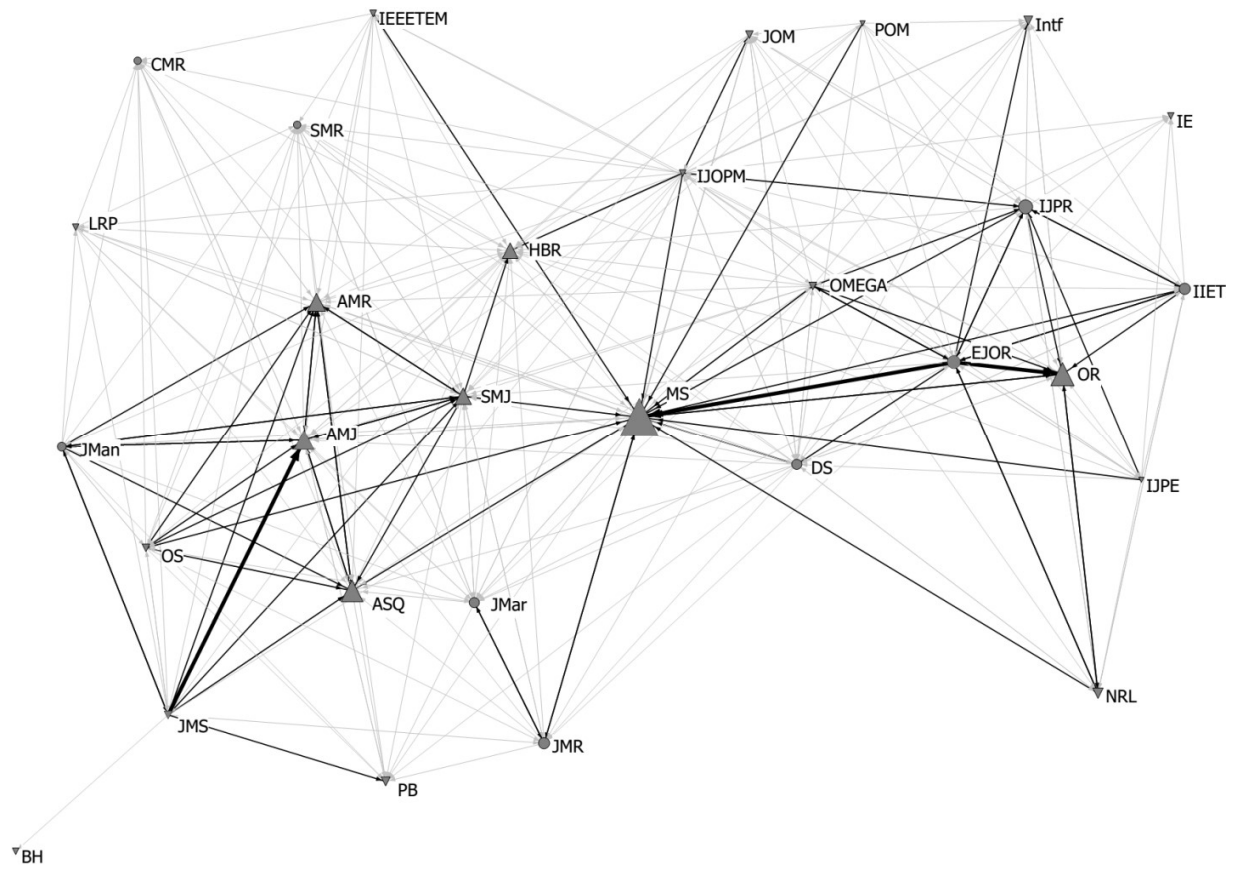 IEEETEM
Intf
POM
JOM
CMR
IE
SMR
IJOPM
IJPR
LRP
HBR
OMEGA
IIET
AMR
EJOR
OR
MS
SMJ
AMJ
JMan
DS
IJPE
OS
ASQ
JMar
NRL
JMS
JMR
PB
BH